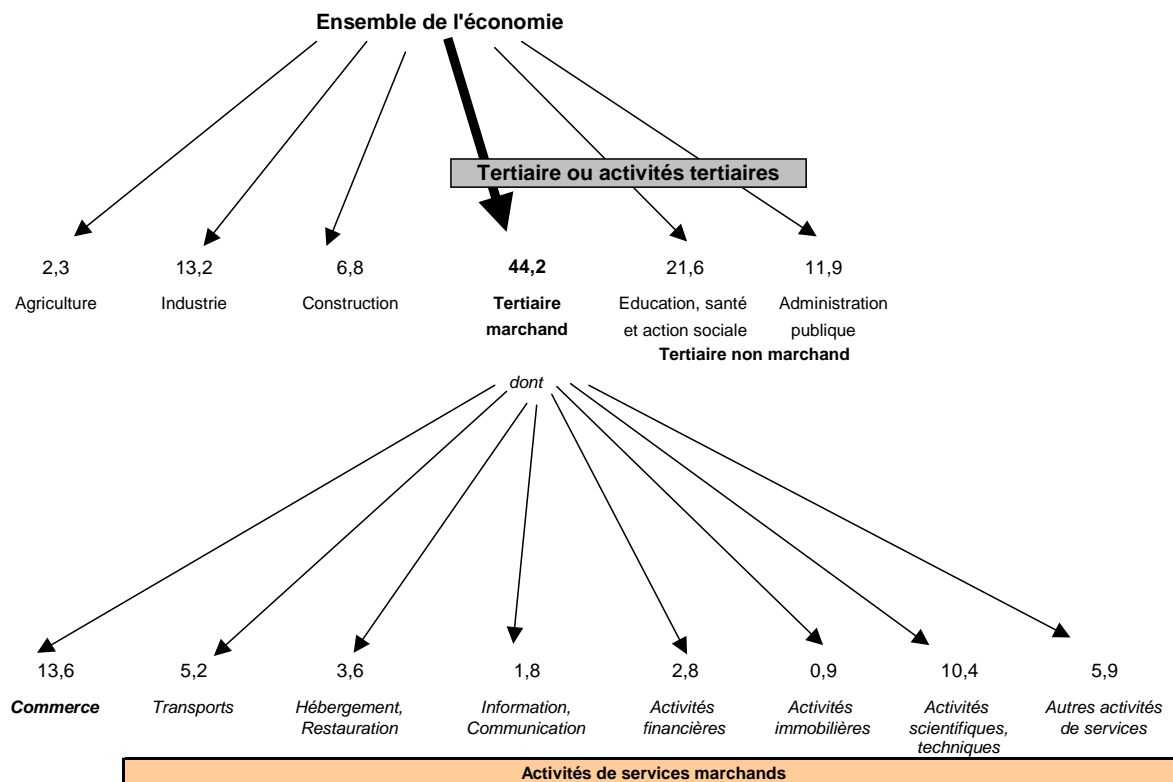 Ensemble de l'économie
Tertiaire ou activités tertiaires
2,3 13,2 6,8 44,2 21,6 11,9
Agriculture Industrie Construction Tertiaire Education, santé Administration
marchand et action sociale publique
Tertiaire non marchand
dont
13,6 5,2 3,6 1,8 2,8 0,9 10,4 5,9
Commerce Transports Hébergement, Information, Activités Activités Activités Autres activités
Restauration Communication financières immobilières scientifiques, de services
techniques
Activités de services marchands